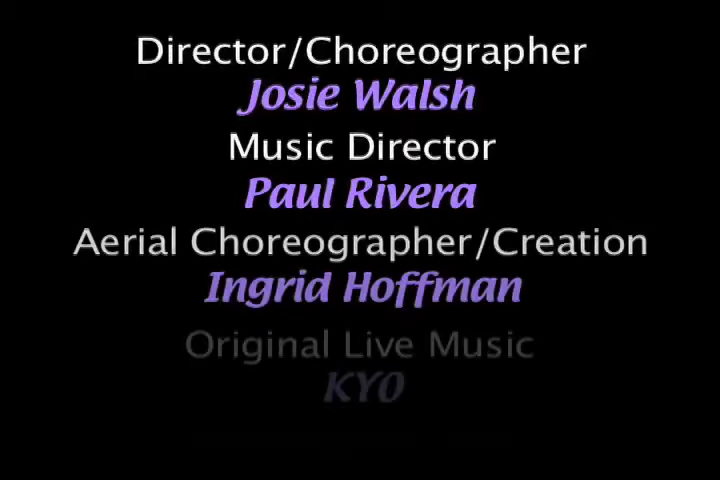 Director/Choreographer
Josie Walsh
Music Director
Paul Rivera
Aerial Choreographer/Creation
Ingrid Hoffman
Original Live Music
KYO